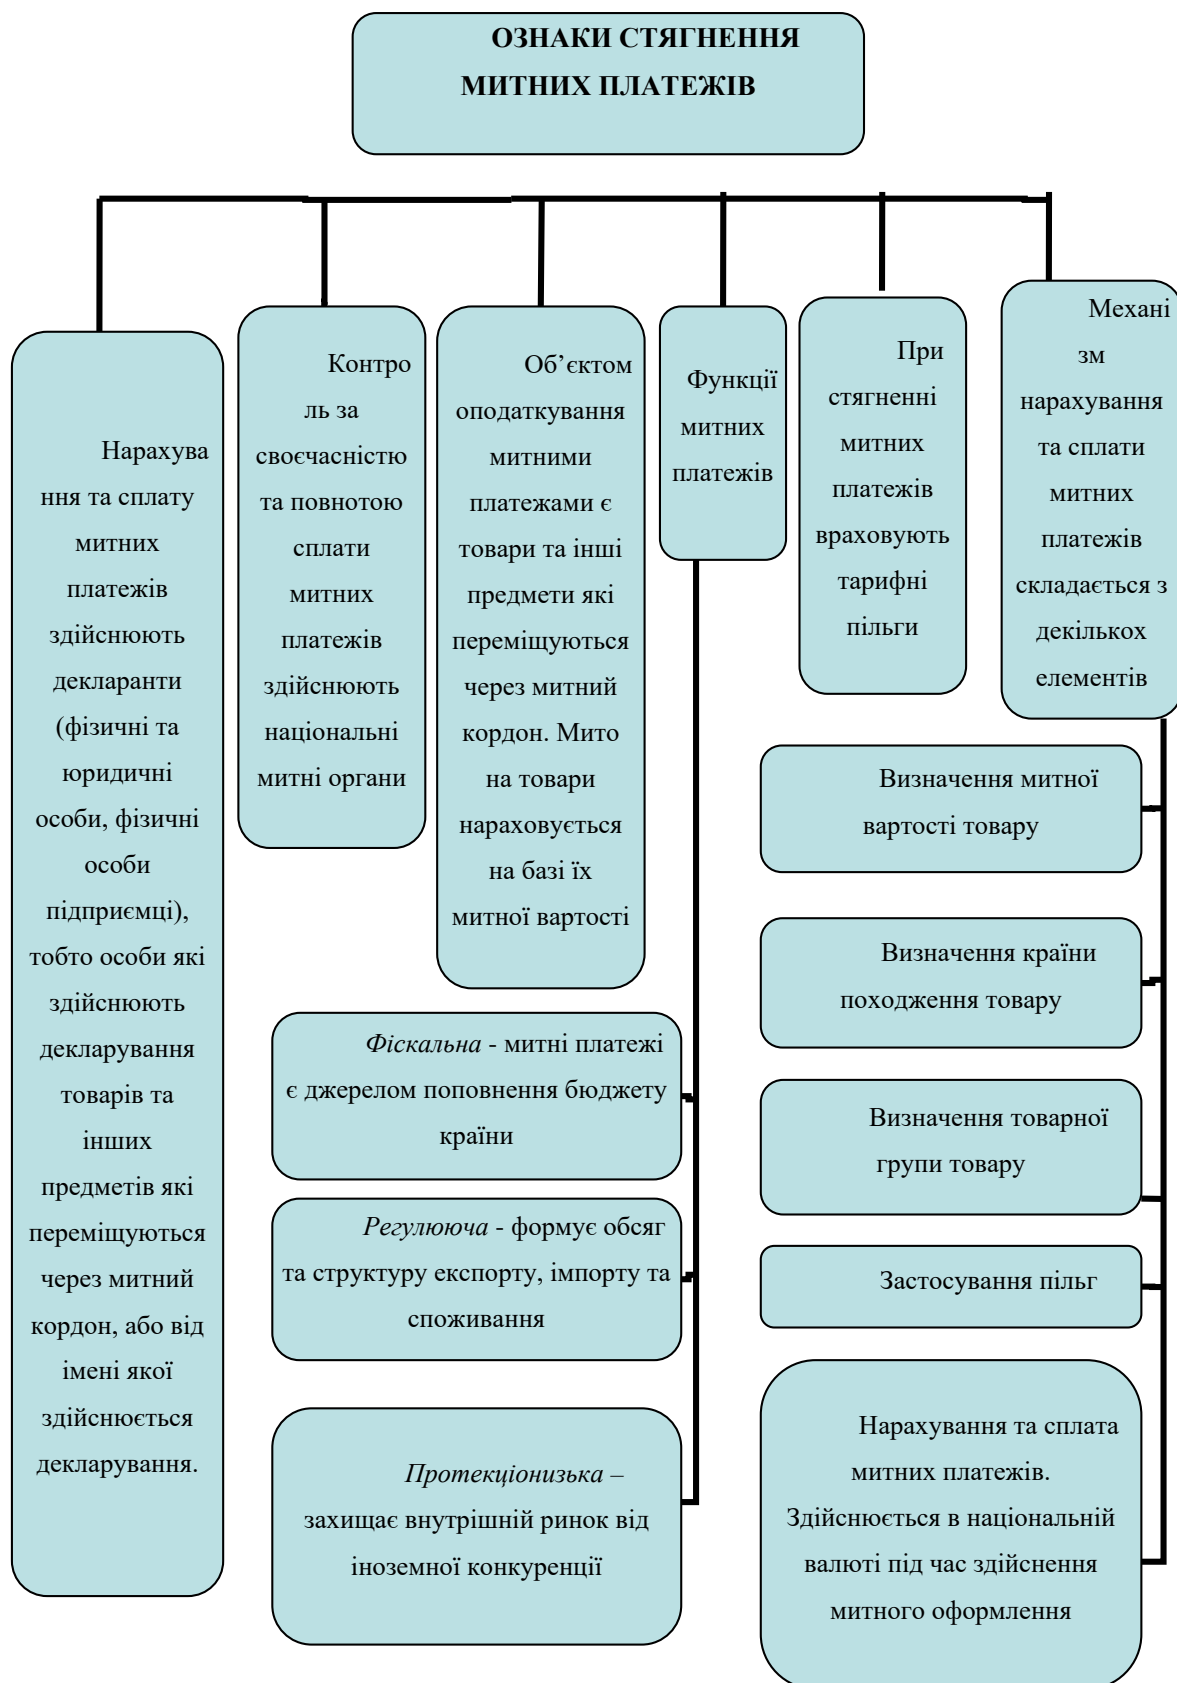 ОЗНАКИ СТЯГНЕННЯ
МИТНИХ ПЛАТЕЖІВ
Нарахува
ння та сплату
митних
платежів
здійснюють
декларанти
(фізичні та
юридичні
особи, фізичні
особи
підприємці),
тобто особи які
здійснюють
декларування
товарів та
інших
предметів які
переміщуються
через митний
кордон, або від
імені якої
здійснюється
декларування.
Контро
ль за
своєчасністю
та повнотою
сплати
митних
платежів
здійснюють
національні
митні органи
Об’єктом
оподаткування
митними
платежами є
товари та інші
предмети які
переміщуються
через митний
кордон. Мито
на товари
нараховується
на базі їх
митної вартості
Функції
митних
платежів
При
стягненні
митних
платежів
враховують
тарифні
пільги
Механі
зм
нарахування
та сплати
митних
платежів
складається з
декількох
елементів
Фіскальна - митні платежі
є джерелом поповнення бюджету
країни
Регулююча - формує обсяг
та структуру експорту, імпорту та
споживання
Протекціонизька –
захищає внутрішній ринок від
іноземної конкуренції
Визначення митної
вартості товару
Визначення країни
походження товару
Визначення товарної
групи товару
Застосування пільг
Нарахування та сплата
митних платежів.
Здійснюється в національній
валюті під час здійснення
митного оформлення